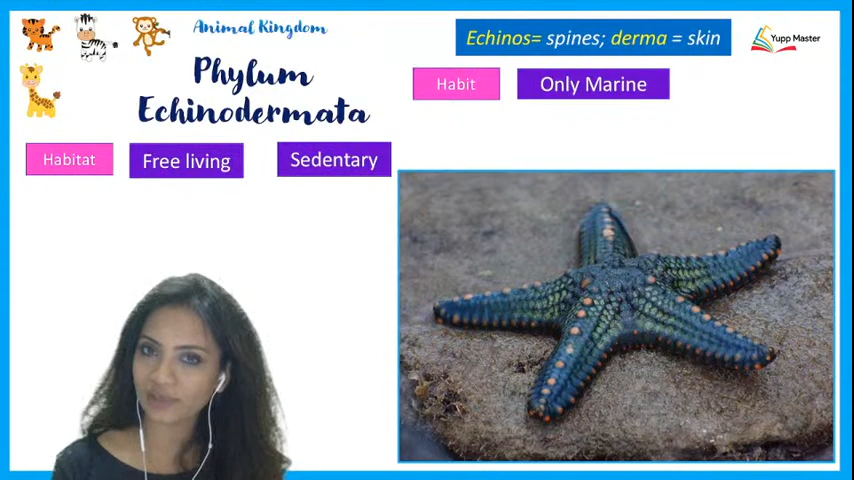 Animal Kingdom
Echinos= spines; derma = skin
Yupp Master
Phylum
Echinodermata
Habit
Only Marine
Habitat
Free living
Sedentary